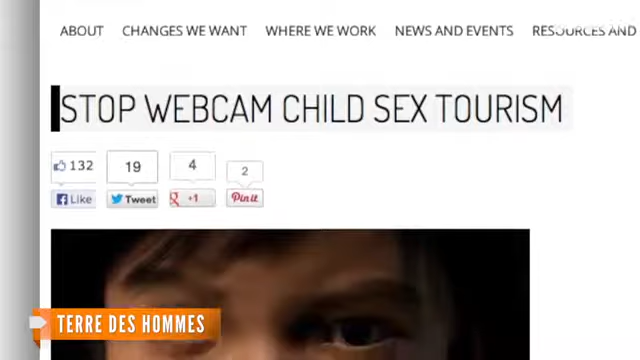 ABOUT CHANGES WE WANT WHERE WE WORK NEWS AND EVENTS RESOURCES AND
STOP WEBCAM CHILD SEX TOURISM
132 19 4 2
Like Tweet +1 Pin it
TERRE DES HOMMES